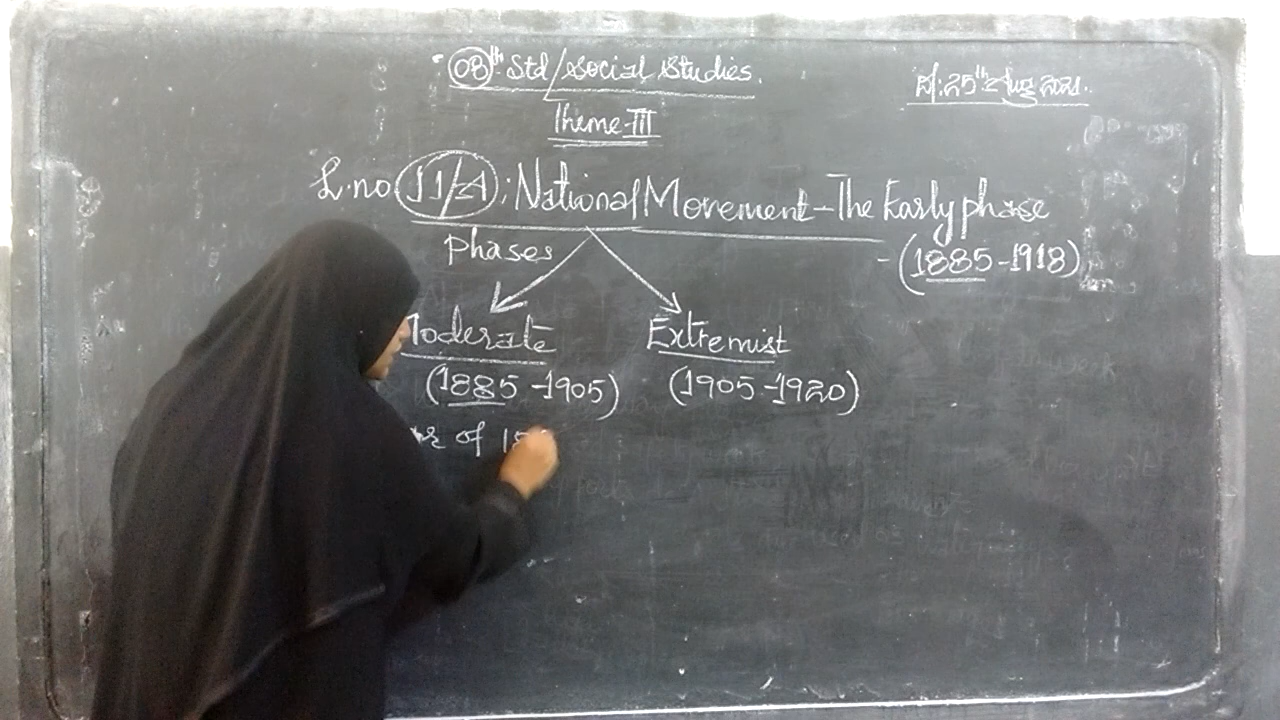 08th Std/Social Studies.
Dt:25th Aug 2021.
Theme-III
L.no 11/A; National Movement-The Early phase
-(1885-1918)
Phases
Moderate Extremist
(1885-1905) (1905-1920)
of